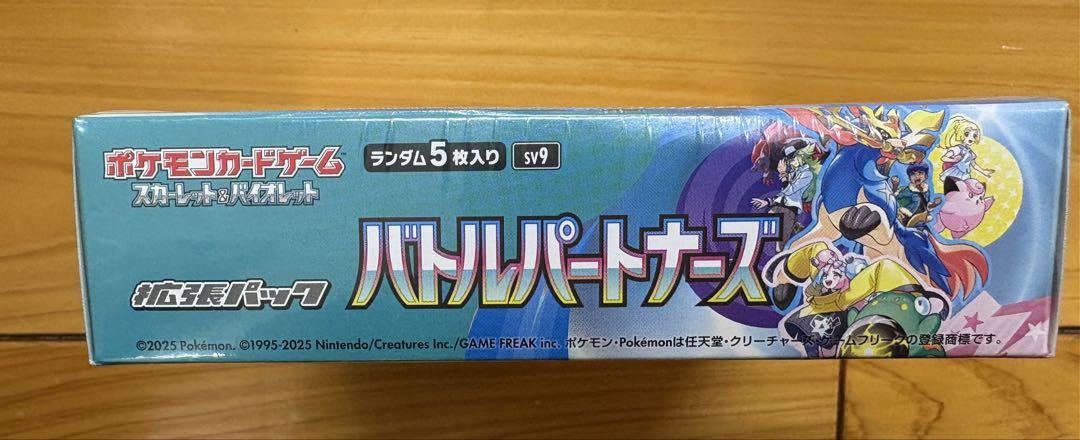 ポケモンカードゲーム
スカーレット&バイオレット
ランダム5枚入り sv9
バトルパートナーズ
拡張パック
©2025 Pokémon. ©1995-2025 Nintendo/Creatures Inc./GAME FREAK inc. ポケモン・Pokémonは任天堂・クリーチャーズ・ゲームフリークの登録商標です。